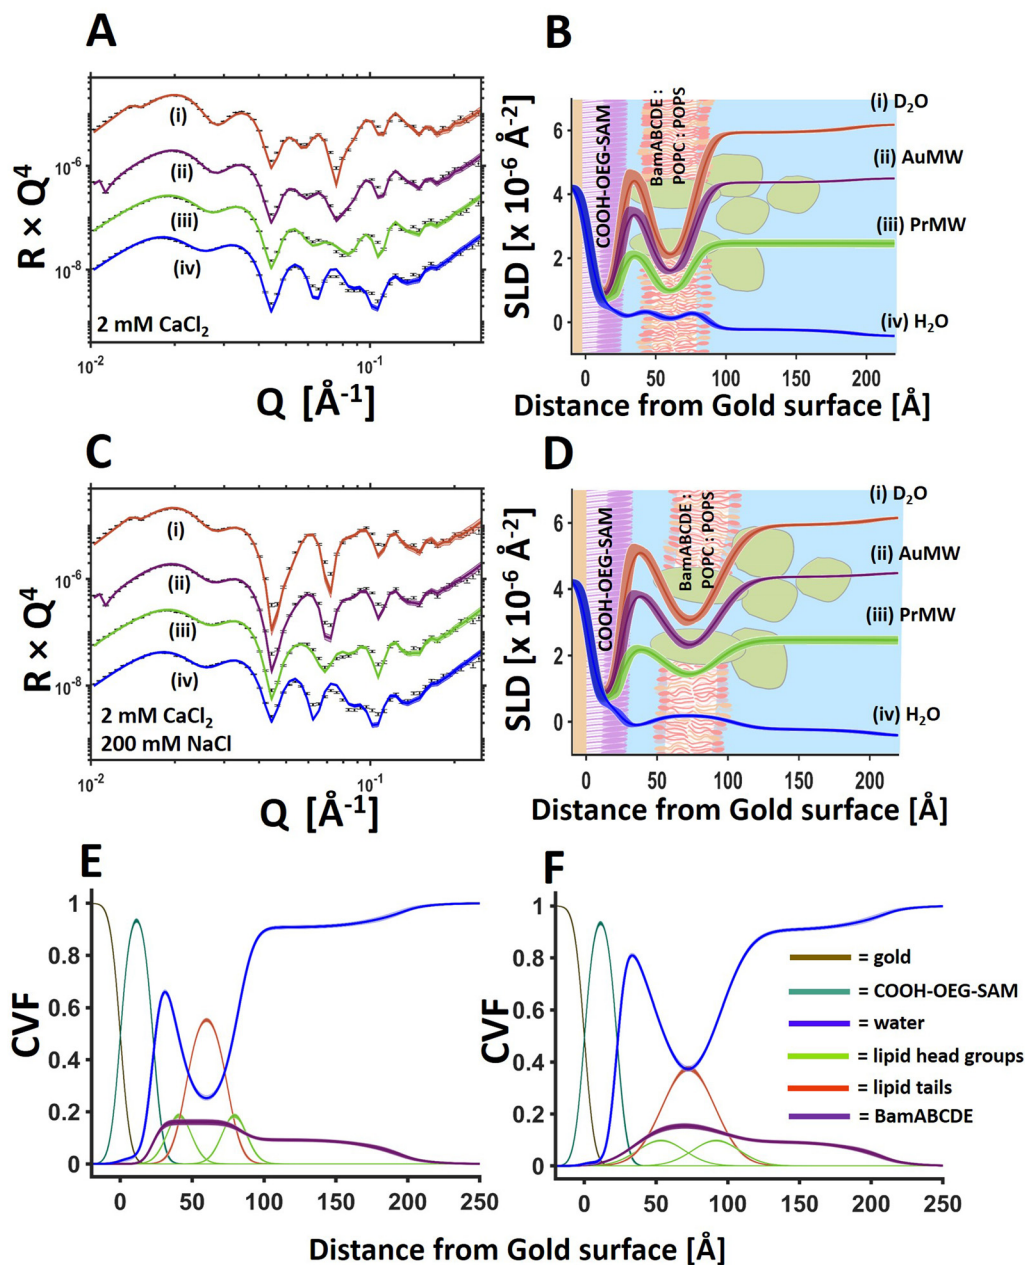 A
R × Q4
10-6
10-8
(i)
(ii)
(iii)
(iv)
2 mM CaCl2
10-2
10-1
Q [Å-1]
B
SLD [x 10-6 Å-2]
6
4
2
0
COOH-OEG-SAM
BamABCDE :
POPC : POPS
(i) D2O
(ii) AuMW
(iii) PrMW
(iv) H2O
0 50 100 150 200
Distance from Gold surface [Å]
C
R × Q4
10-6
10-8
(i)
(ii)
(iii)
(iv)
2 mM CaCl2
200 mM NaCl
10-2
10-1
Q [Å-1]
D
SLD [x 10-6 Å-2]
6
4
2
0
COOH-OEG-SAM
BamABCDE :
POPC : POPS
(i) D2O
(ii) AuMW
(iii) PrMW
(iv) H2O
0 50 100 150 200
Distance from Gold surface [Å]
E
CVF
1
0.8
0.6
0.4
0.2
0
0 50 100 150 200 250
F
CVF
1
0.8
0.6
0.4
0.2
0
= gold
= COOH-OEG-SAM
= water
= lipid head groups
= lipid tails
= BamABCDE
0 50 100 150 200 250
Distance from Gold surface [Å]